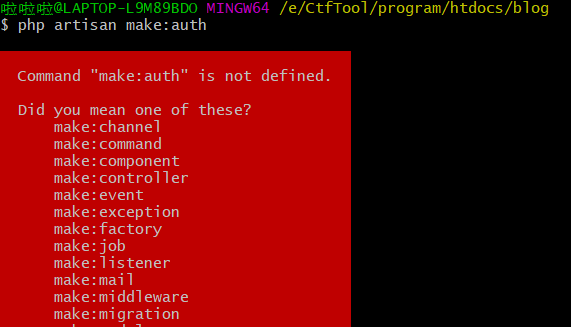 啦啦啦@LAPTOP-L9M89BDO MINGW64 /e/CtfTool/program/htdocs/blog
$ php artisan make:auth
Command "make:auth" is not defined.
Did you mean one of these?
make:channel
make:command
make:component
make:controller
make:event
make:exception
make:factory
make:job
make:listener
make:mail
make:middleware
make:migration